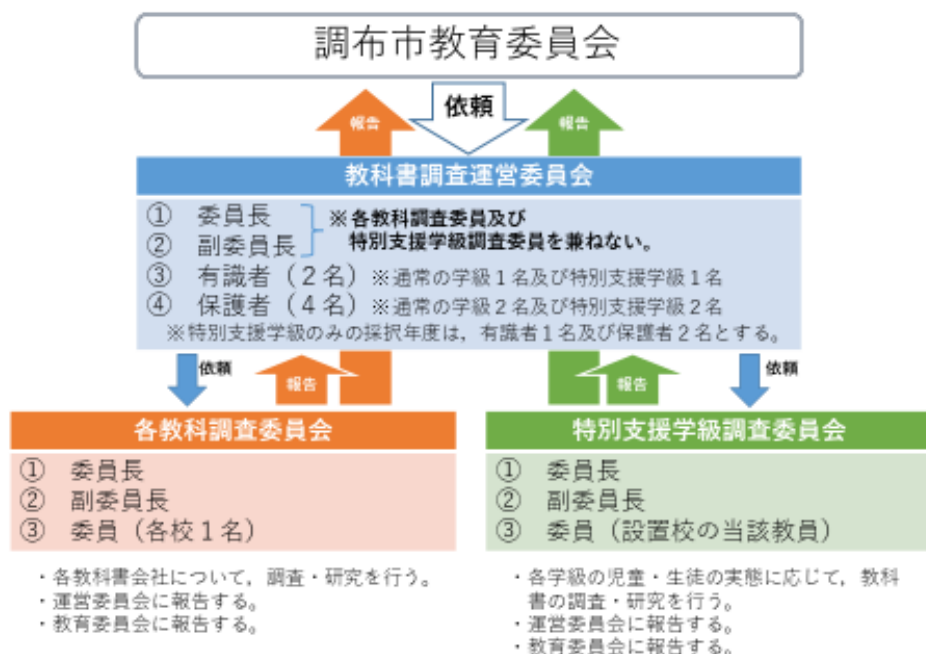 調布市教育委員会
報告
依頼
報告
教科書調査運営委員会
① 委員長
② 副委員長
※各教科調査委員及び
特別支援学級調査委員を兼ねない。
③ 有識者（２名）※通常の学級１名及び特別支援学級１名
④ 保護者（４名）※通常の学級２名及び特別支援学級２名
※特別支援学級のみの採択年度は，有識者１名及び保護者２名とする。
依頼
報告
報告
依頼
各教科調査委員会
① 委員長
② 副委員長
③ 委員（各校１名）
・各教科書会社について，調査・研究を行う。
・運営委員会に報告する。
・教育委員会に報告する。
特別支援学級調査委員会
① 委員長
② 副委員長
③ 委員（設置校の当該教員）
・各学級の児童・生徒の実態に応じて，教科
書の調査・研究を行う。
・運営委員会に報告する。
・教育委員会に報告する。